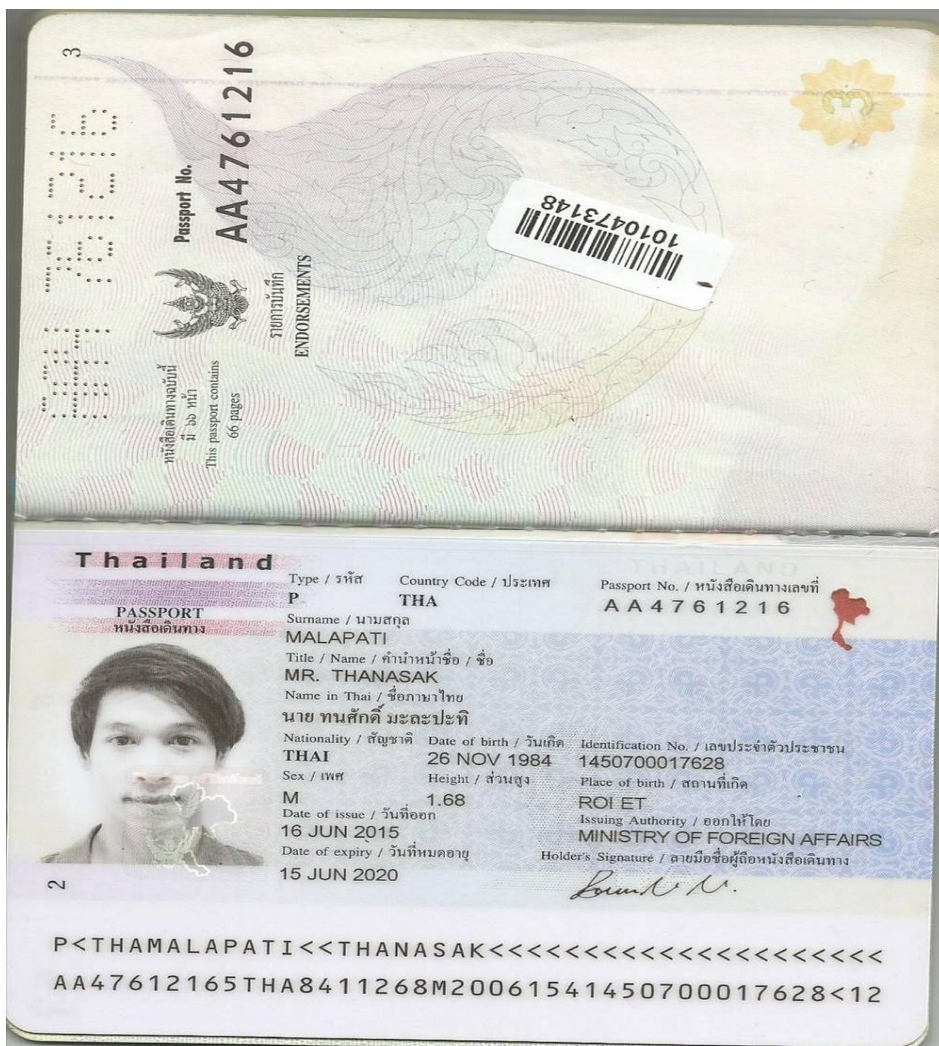 3
AA4761216
Passport No.
AA4761216
หนังสือเดินทางฉบับนี้
มี ๖๖ หน้า
This passport contains
66 pages
รายการบันทึก
ENDORSEMENTS
1010473148
3
Thailand
PASSPORT
หนังสือเดินทาง
THAILAND
Type / รหัส Country Code / ประเทศ Passport No. / หนังสือเดินทางเลขที่
P THA AA4761216
Surname / นามสกุล
MALAPATI
Title / Name / คำนำหน้าชื่อ / ชื่อ
MR. THANASAK
Name in Thai / ชื่อภาษาไทย
นาย ทนศักดิ์ มะละปะทิ
Nationality / สัญชาติ Date of birth / วันเกิด Identification No. / เลขประจำตัวประชาชน
THAI 26 NOV 1984 1450700017628
Sex / เพศ Height / ส่วนสูง Place of birth / สถานที่เกิด
M 1.68 ROI ET
Date of issue / วันที่ออก Issuing Authority / ออกให้โดย
16 JUN 2015 MINISTRY OF FOREIGN AFFAIRS
Date of expiry / วันที่หมดอายุ Holder's Signature / ลายมือชื่อผู้ถือหนังสือเดินทาง
15 JUN 2020
2
P<THAMALAPATI<<THANASAK<<<<<<<<<<<<<<<<<<<<<
AA47612165THA8411268M20061541450700017628<12